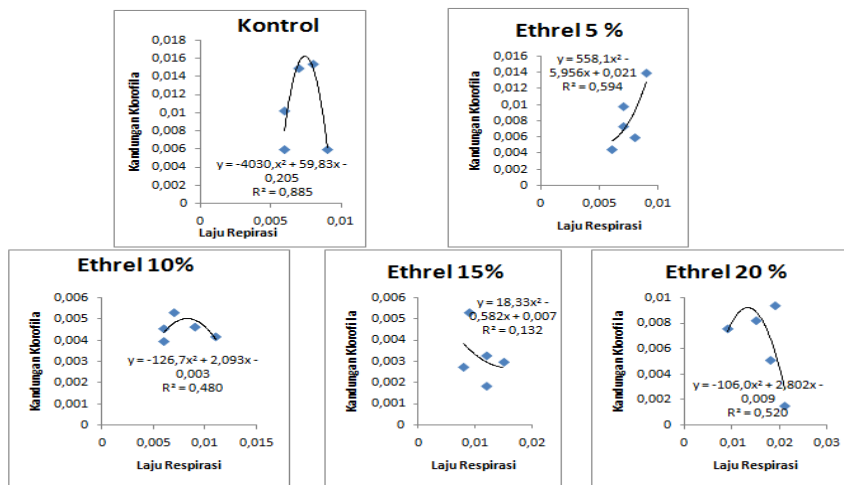 Kontrol
Kandungan Klorofila
0,018
0,016
0,014
0,012
0,01
0,008
0,006
0,004
0,002
0
y = -4030,x² + 59,83x -
0,205
R² = 0,885
0
0,005
0,01
Laju Repirasi
Ethrel 5 %
Kandungan Klorofila
0,016
0,014
0,012
0,01
0,008
0,006
0,004
0,002
0
y = 558,1x² -
5,956x + 0,021
R² = 0,594
0
0,005
0,01
Laju Respirasi
Ethrel 10%
Kandungan Klorofila
0,006
0,005
0,004
0,003
0,002
0,001
0
y = -126,7x² + 2,093x -
0,003
R² = 0,480
0
0,005
0,01
0,015
Laju Respirasi
Ethrel 15%
Kandungan Klorofila
0,006
0,005
0,004
0,003
0,002
0,001
0
y = 18,33x² -
0,582x + 0,007
R² = 0,132
0
0,01
0,02
Laju Respirasi
Ethrel 20 %
Kandungan Klorofila
0,01
0,008
0,006
0,004
0,002
0
y = -106,0x² + 2,802x -
0,009
R² = 0,520
0
0,01
0,02
0,03
Laju Respirasi